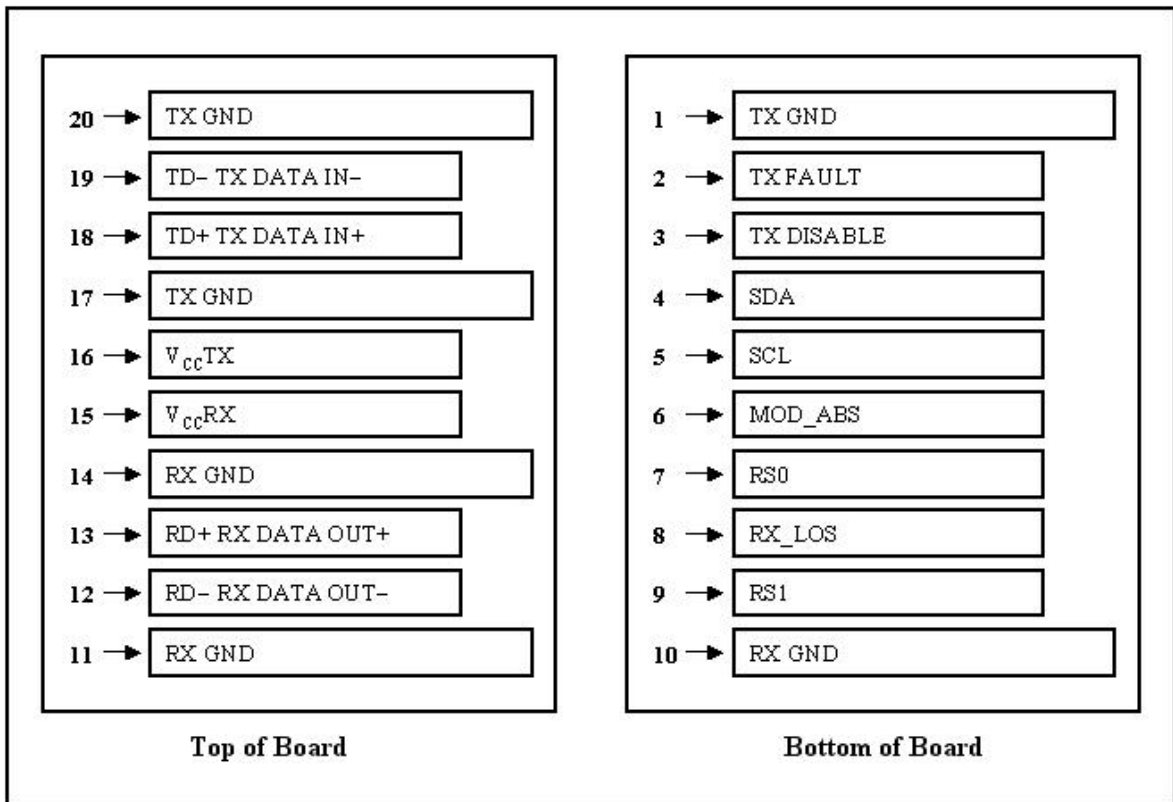 20 TX GND
19 TD− TX DATA IN−
18 TD+ TX DATA IN+
17 TX GND
16 VCCTX
15 VCCRX
14 RX GND
13 RD+ RX DATA OUT+
12 RD− RX DATA OUT−
11 RX GND
Top of Board
1 TX GND
2 TX FAULT
3 TX DISABLE
4 SDA
5 SCL
6 MOD_ABS
7 RS0
8 RX_LOS
9 RS1
10 RX GND
Bottom of Board